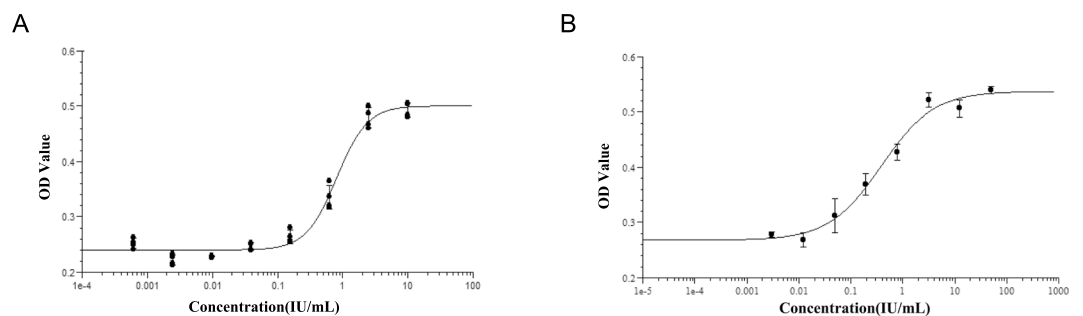 A
B
0.6
0.5
0.4
0.3
0.2
OD Value
1e-4 0.001 0.01 0.1 1 10 100
Concentration(IU/mL)
0.6
0.5
0.4
0.3
0.2
OD Value
1e-5 1e-4 0.001 0.01 0.1 1 10 100 1000
Concentration(IU/mL)